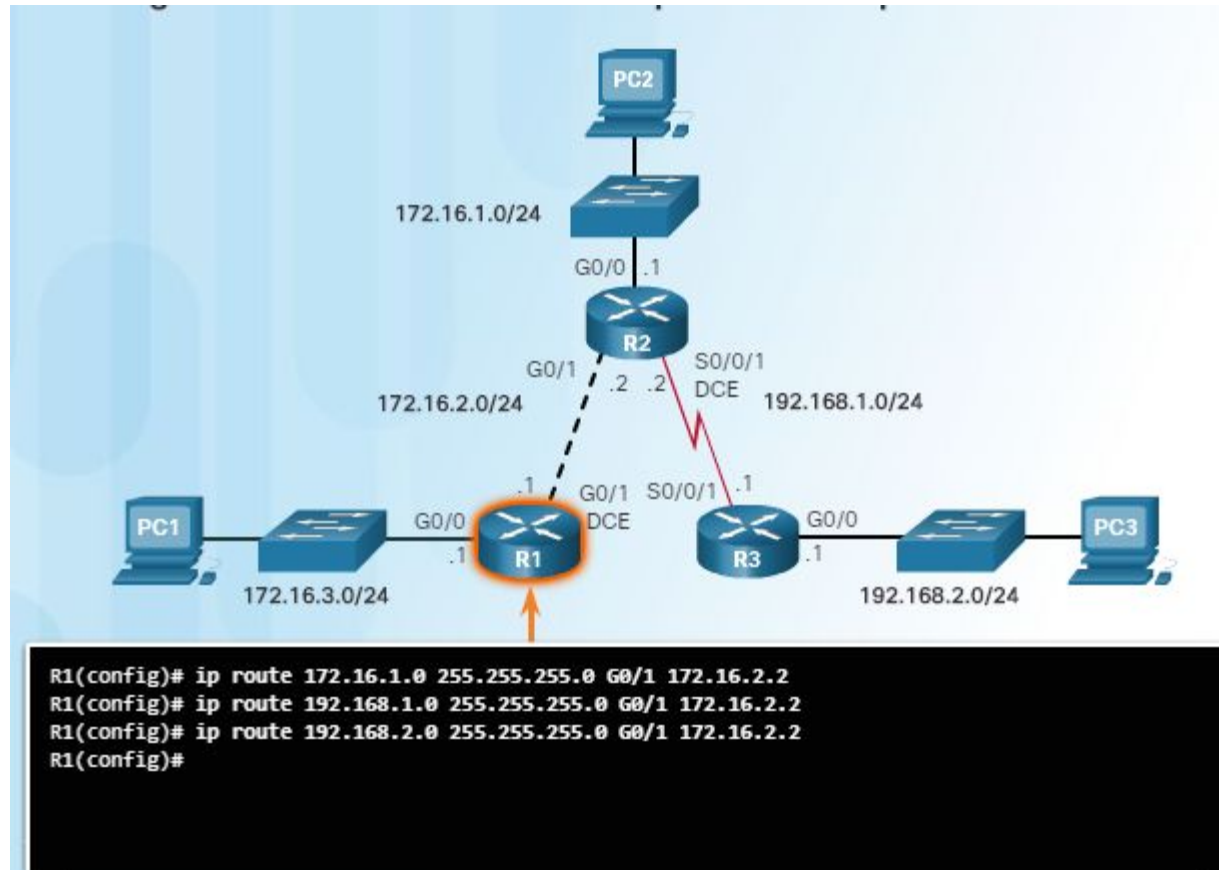 PC2
172.16.1.0/24
G0/0 .1
R2
G0/1 .2 .2 S0/0/1
DCE
172.16.2.0/24 192.168.1.0/24
.1 G0/1 S0/0/1 .1
DCE
PC1 G0/0 .1 R1 R3 G0/0 .1 PC3
172.16.3.0/24 192.168.2.0/24
R1(config)# ip route 172.16.1.0 255.255.255.0 G0/1 172.16.2.2
R1(config)# ip route 192.168.1.0 255.255.255.0 G0/1 172.16.2.2
R1(config)# ip route 192.168.2.0 255.255.255.0 G0/1 172.16.2.2
R1(config)#